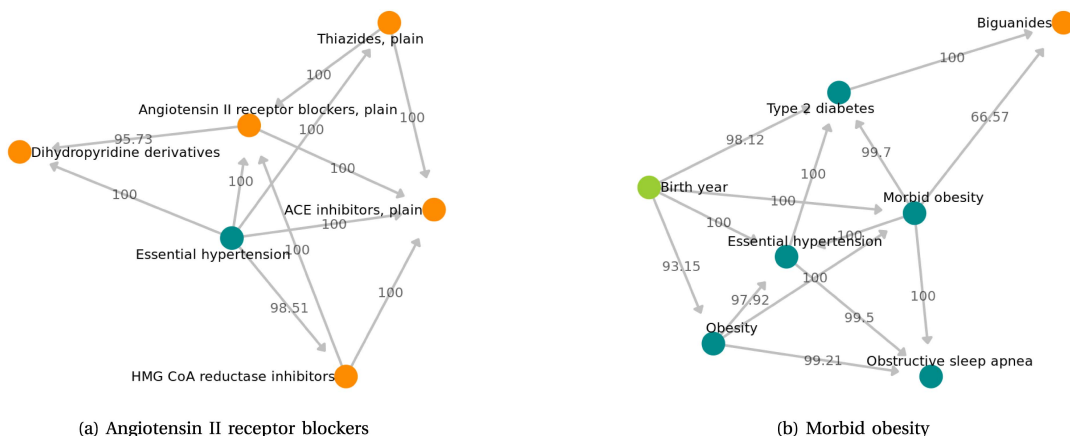 Thiazides, plain
100
Angiotensin II receptor blockers, plain
100
100
95.73
Dihydropyridine derivatives
100
100
100
ACE inhibitors, plain
100
Essential hypertension
100
100
98.51
HMG CoA reductase inhibitors
(a) Angiotensin II receptor blockers
Biguanides
100
Type 2 diabetes
66.57
98.12
99.7
100
Birth year
Morbid obesity
100
100
Essential hypertension
100
93.15
100
97.92
100
99.5
Obesity
99.21
Obstructive sleep apnea
(b) Morbid obesity